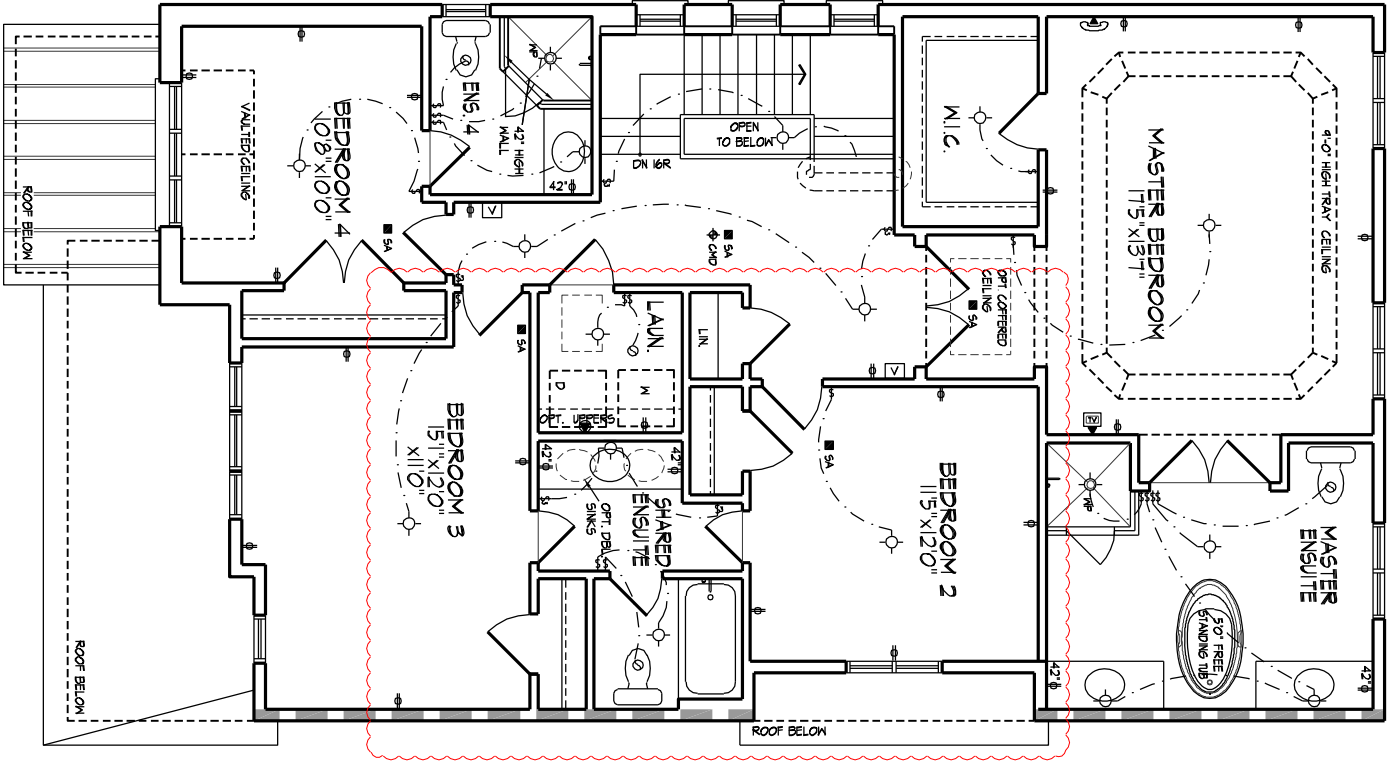 VAULTED CEILING
BEDROOM 4
10'8"x10'0"
ROOF BELOW
ENS. 4
WP
42" HIGH
WALL
42"
V
SA
OPEN
TO BELOW
DN 16R
SA
CMD
W.I.C.
9'-0 HIGH TRAY CEILING
MASTER BEDROOM
17'5"x13'7"
OPT. COFFERED
CEILING
SA
V
TV
SA
LAUN.
D
W
OPT. UPPERS
LIN.
BEDROOM 3
15'1"x12'0"
x11'0"
42"
42"
SHARED
ENSUITE
OPT. DBL
SINKS
SA
BEDROOM 2
11'5"x12'0"
WP
MASTER
ENSUITE
5'0" FREE
STANDING TUB
42"
42"
ROOF BELOW
ROOF BELOW